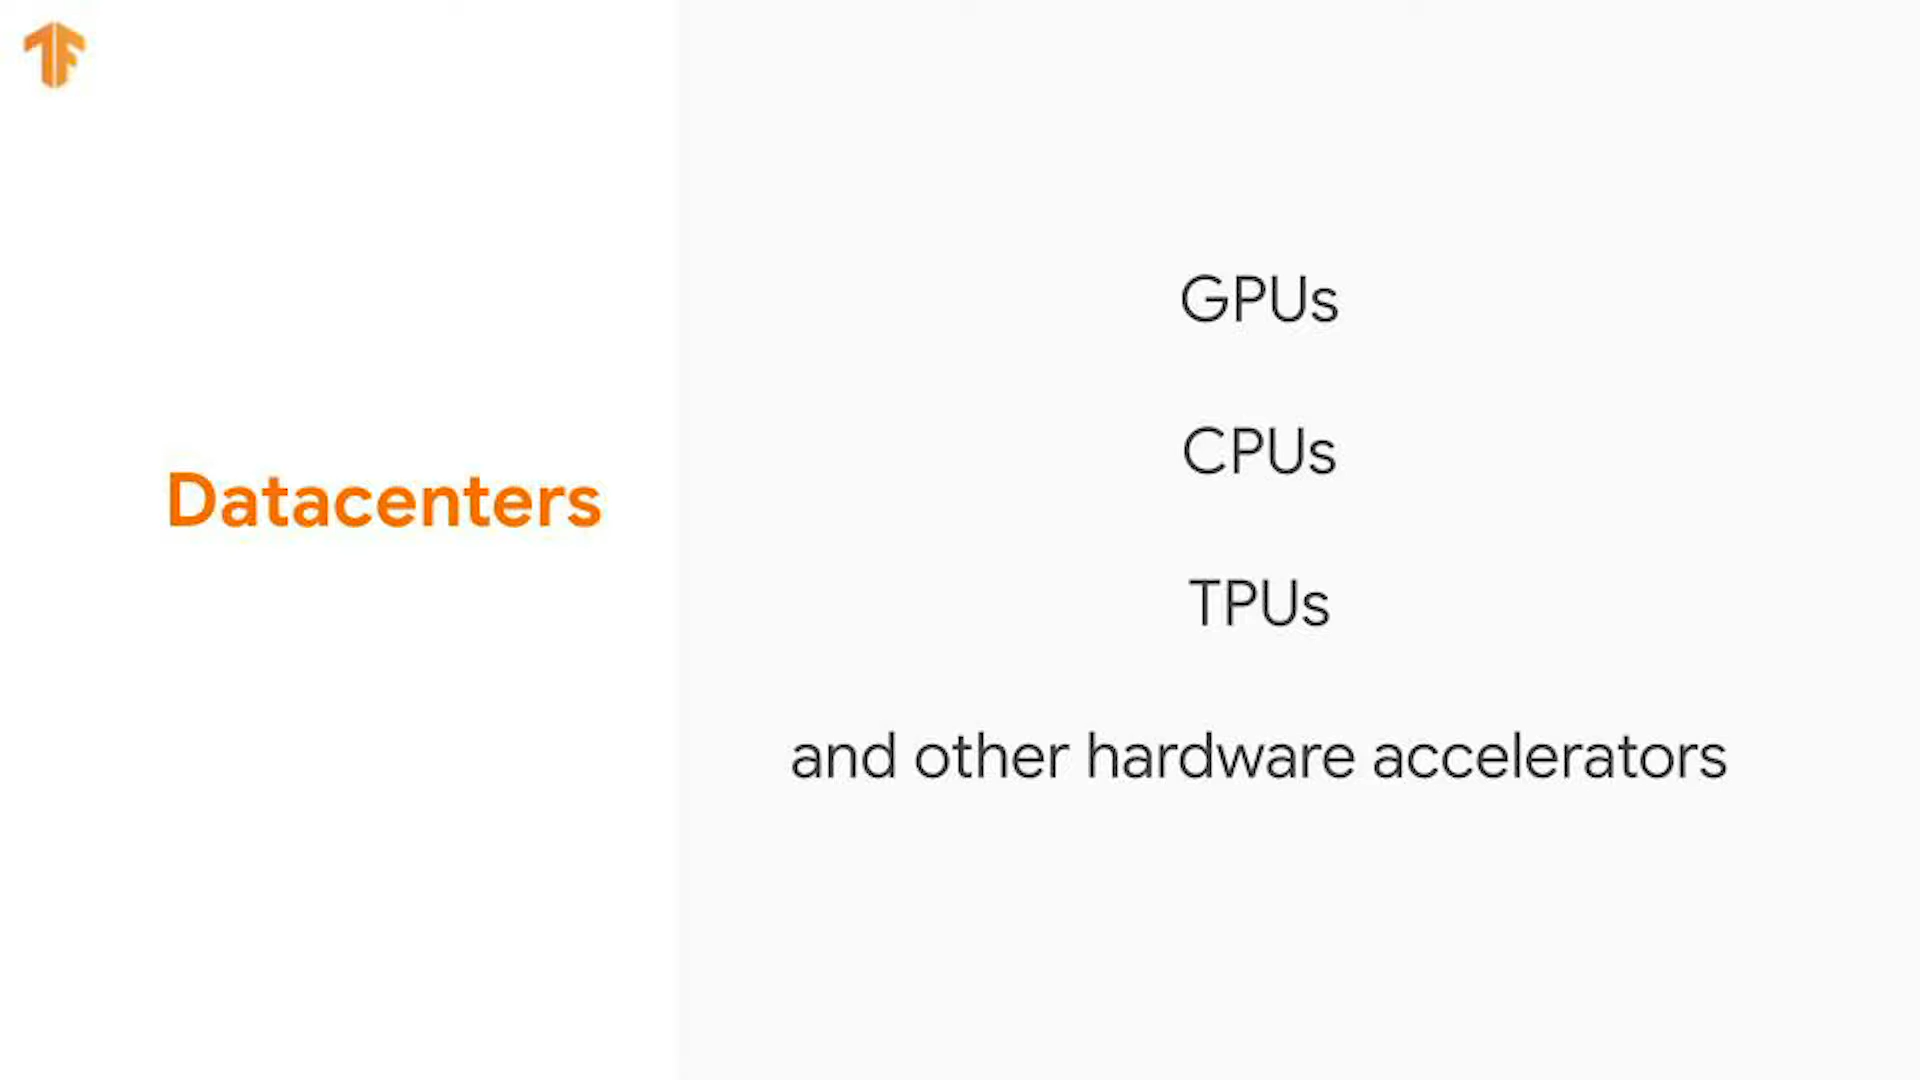 Datacenters
GPUs
CPUs
TPUs
and other hardware accelerators